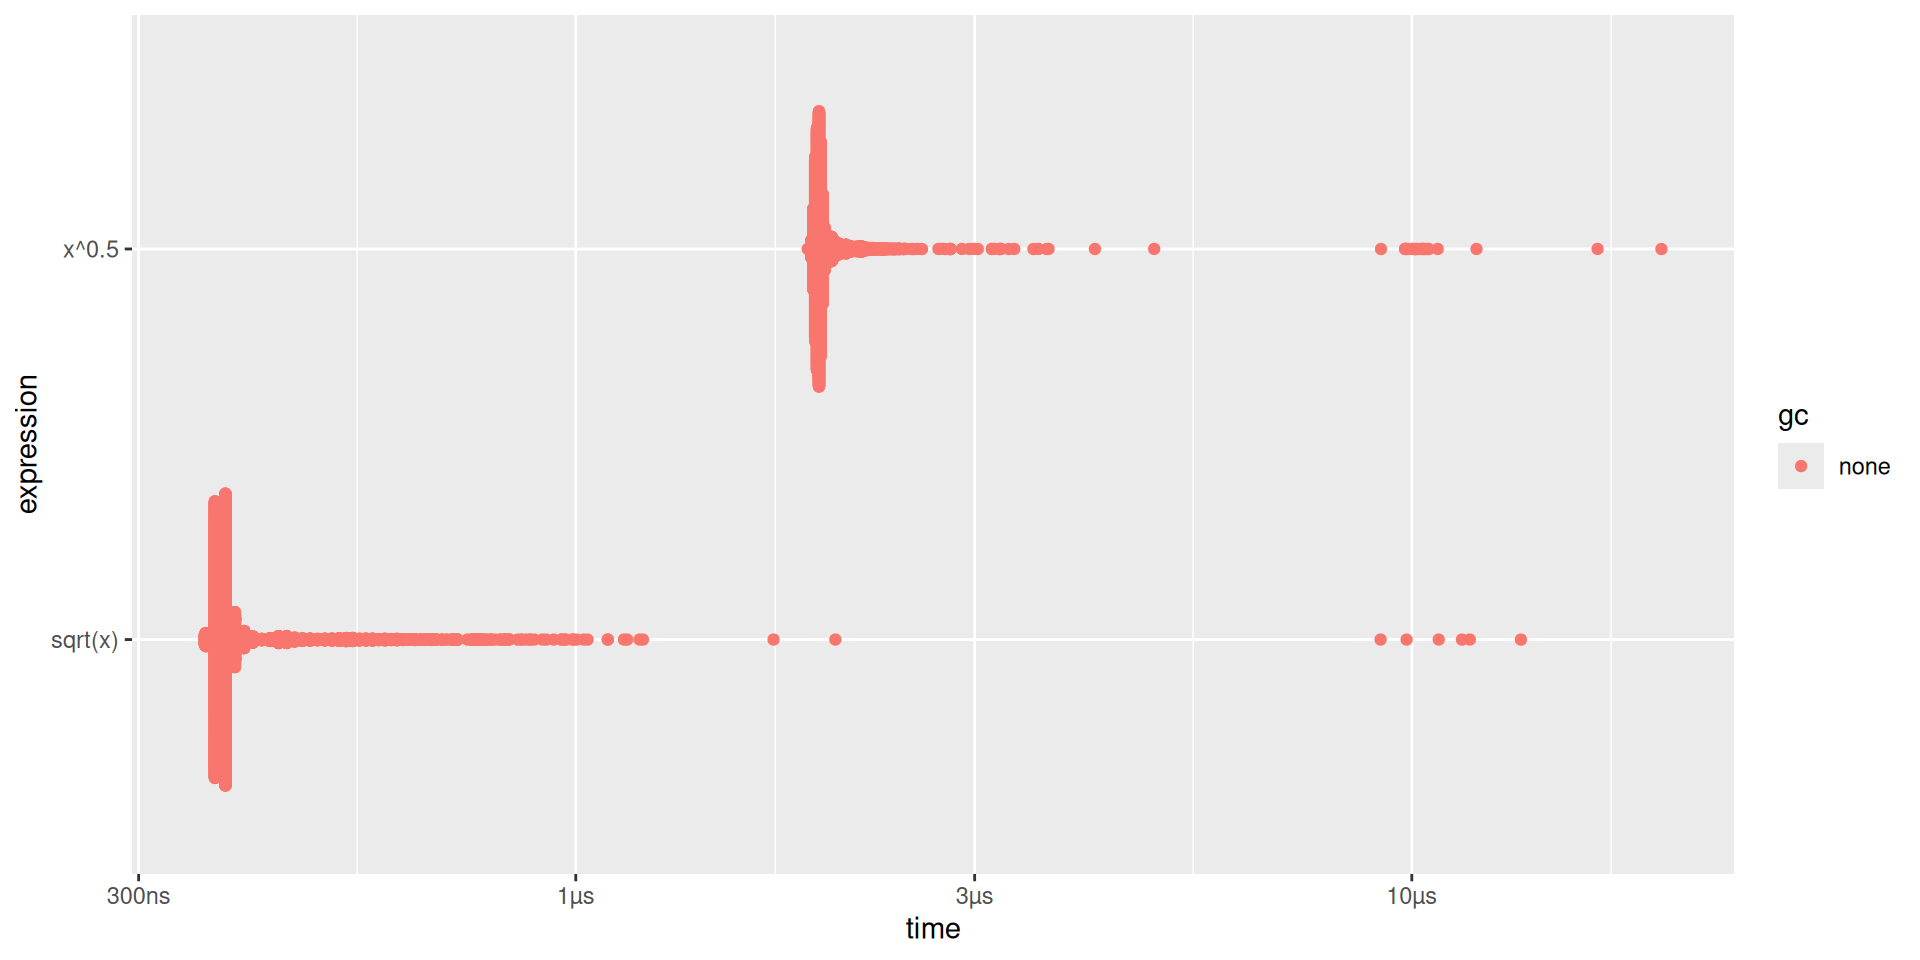 x^0.5
sqrt(x)
expression
300ns
1µs
3µs
10µs
time
gc
none